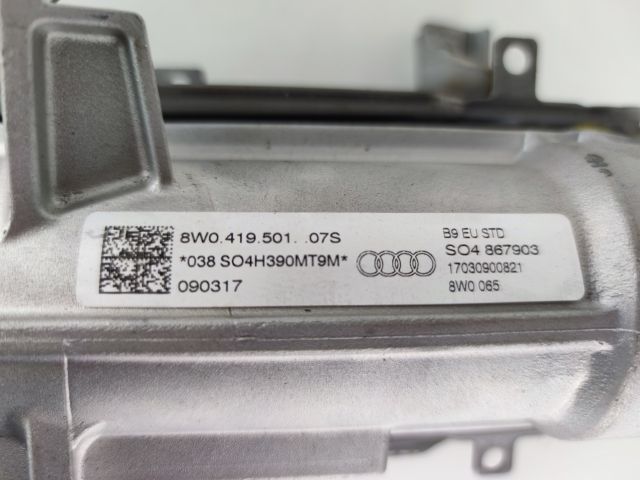 8W0.419.501. .07S
*038 SO4H390MT9M*
090317
B9 EU STD
SO4 867903
17030900821
8W0 065